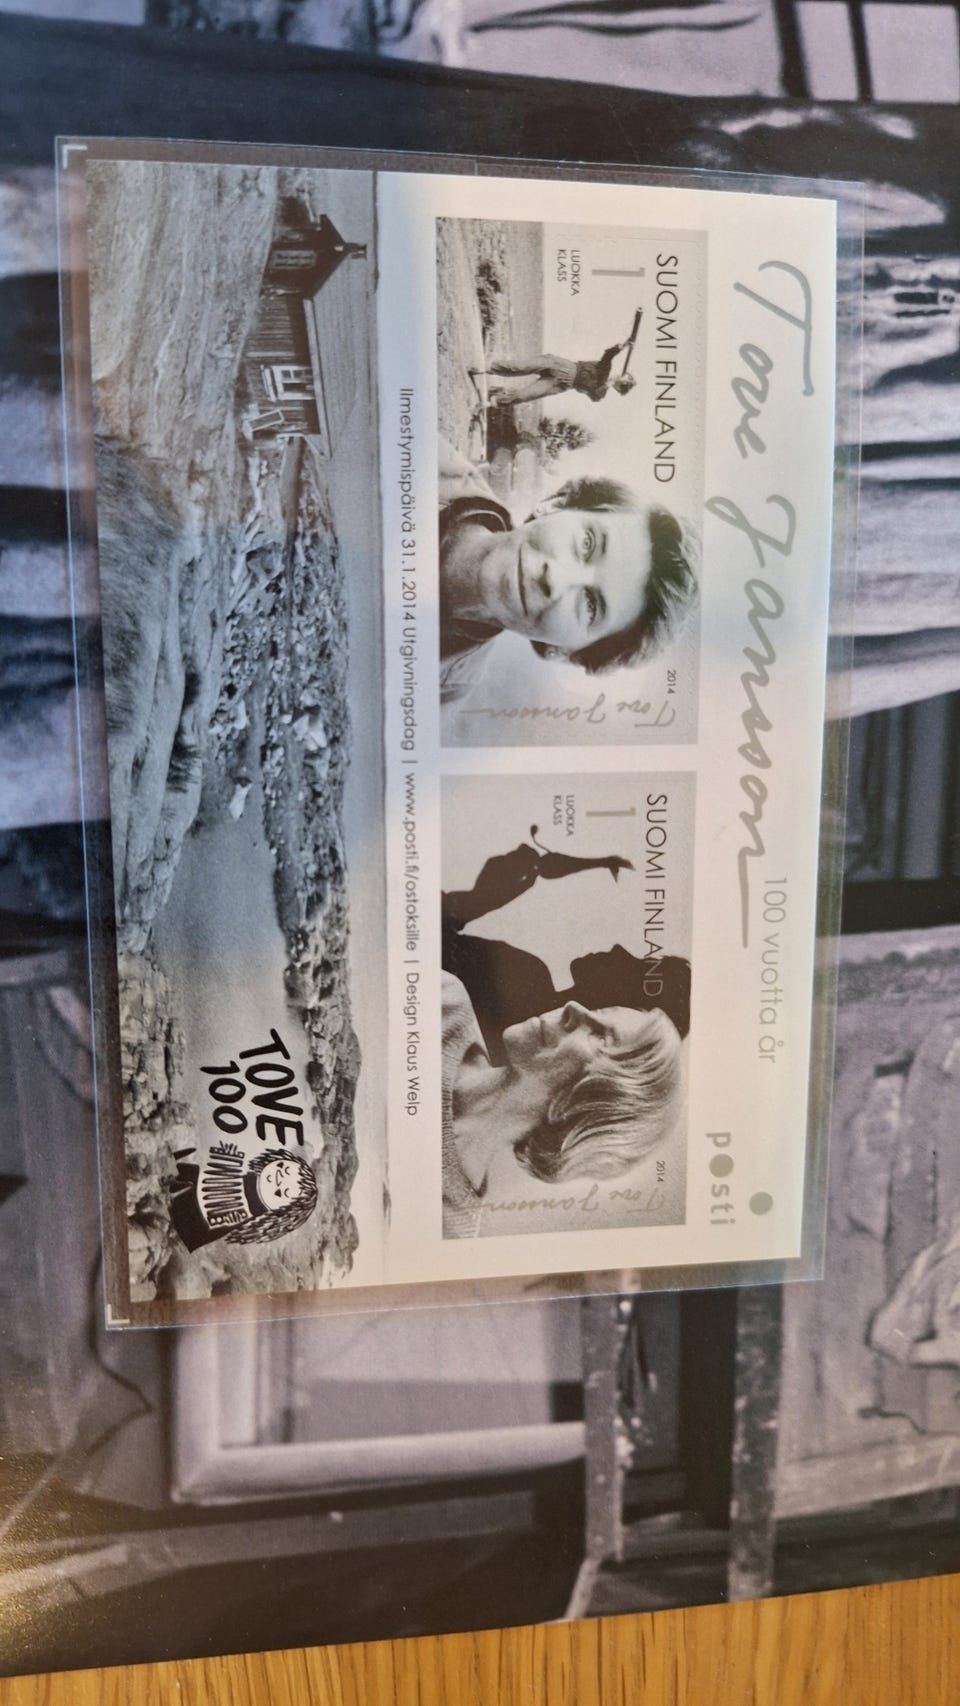 Tove Jansson
100 vuotta år
posti
SUOMI FINLAND
1
LUOKKA
KLASS
2014
Tove Jansson
SUOMI FINLAND
1
LUOKKA
KLASS
2014
Tove Jansson
Ilmestymispäivä 31.1.2014 Utgivningsdag | www.posti.fi/ostoksille | Design Klaus Welp
TOVE
100